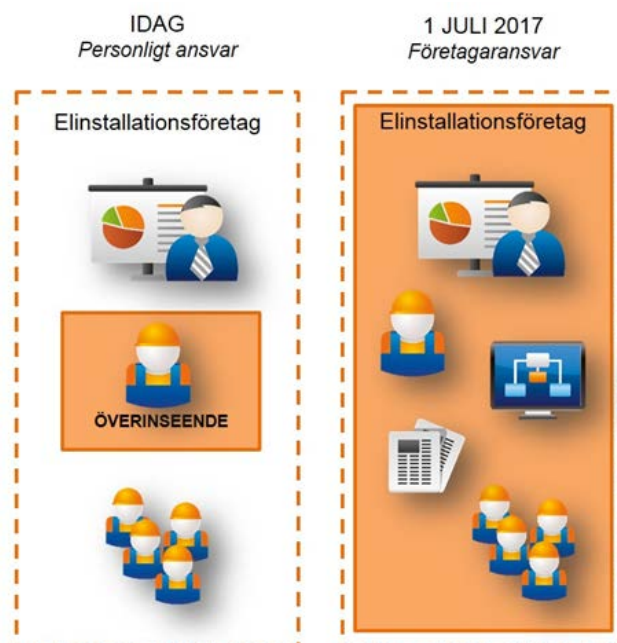 IDAG
Personligt ansvar
Elinstallationsföretag
ÖVERINSEENDE
1 JULI 2017
Företagaransvar
Elinstallationsföretag